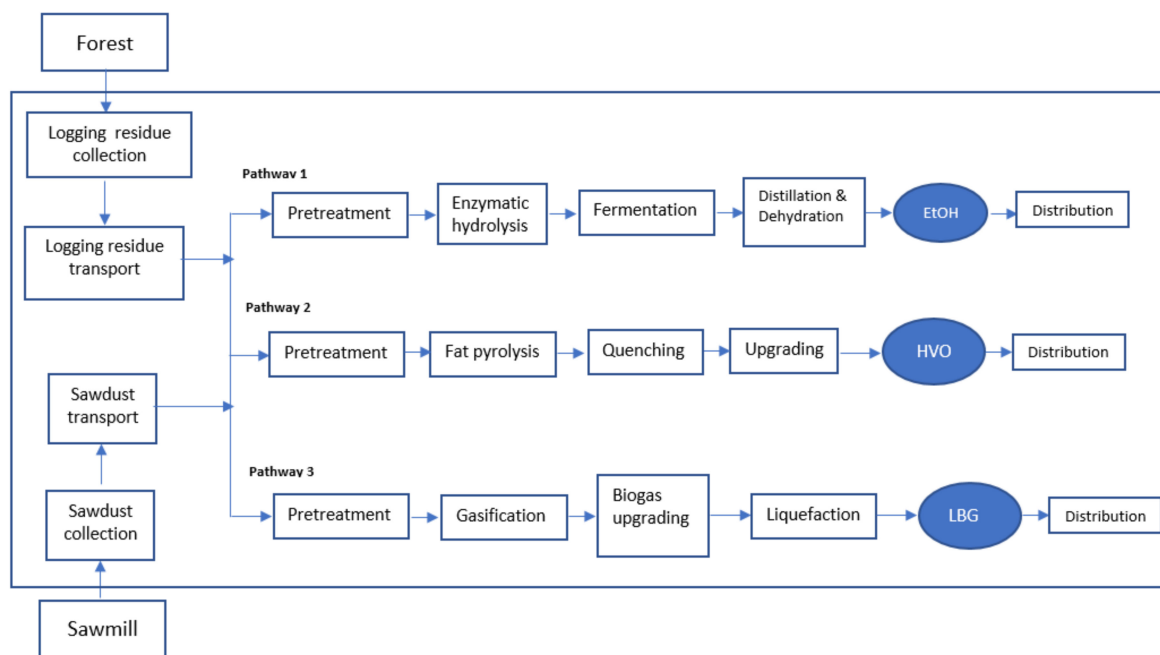 Forest
Logging residue
collection
Logging residue
transport
Pathwav 1
Pretreatment
Enzymatic
hydrolysis
Fermentation
Distillation &
Dehydration
EtOH
Distribution
Pathway 2
Pretreatment
Fat pyrolysis
Quenching
Upgrading
HVO
Distribution
Sawdust
transport
Pathway 3
Pretreatment
Gasification
Biogas
upgrading
Liquefaction
LBG
Distribution
Sawdust
collection
Sawmill